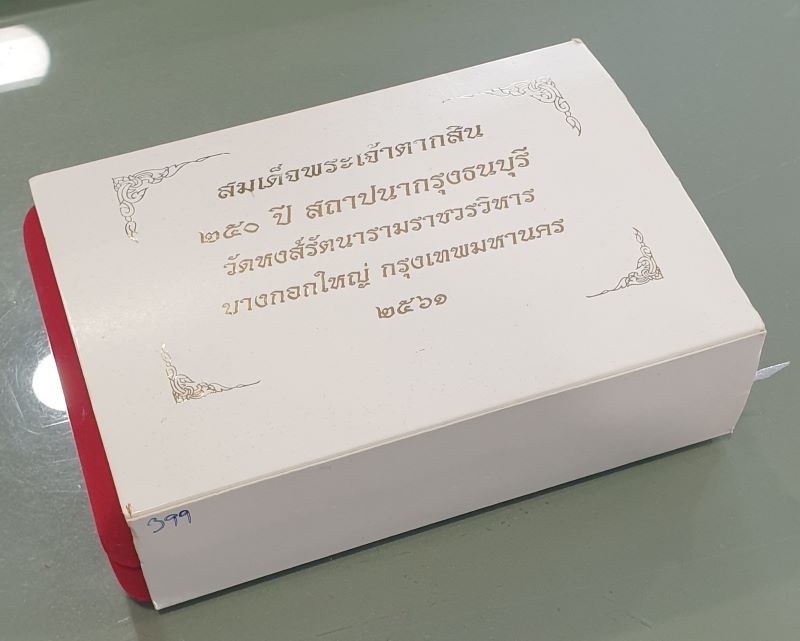 สมเด็จพระเจ้าตากสิน
๒๕๐ ปี สถาปนากรุงธนบุรี
วัดหงส์รัตนารามราชวรวิหาร
บางกอกใหญ่ กรุงเทพมหานคร
๒๕๖๑
399